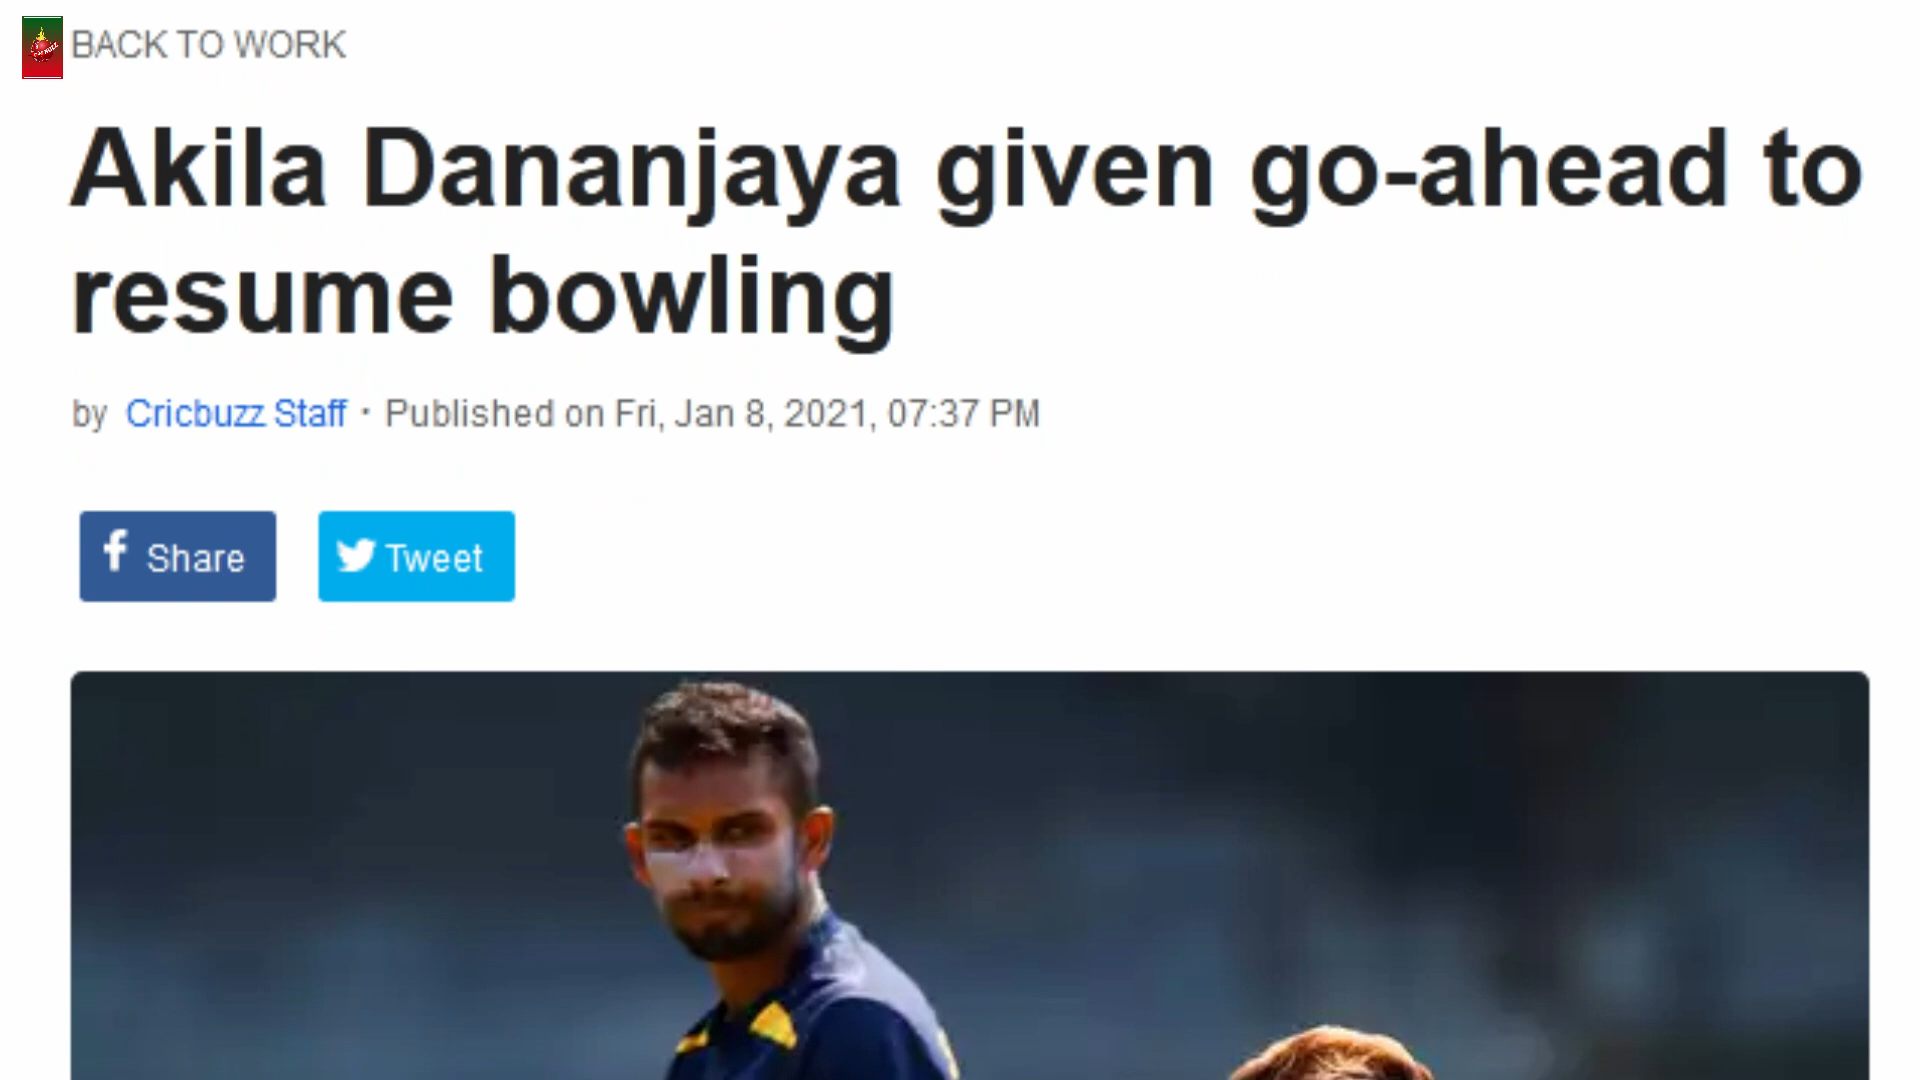 BACK TO WORK
Akila Dananjaya given go-ahead to
resume bowling
by Cricbuzz Staff · Published on Fri, Jan 8, 2021, 07:37 PM
f Share Tweet